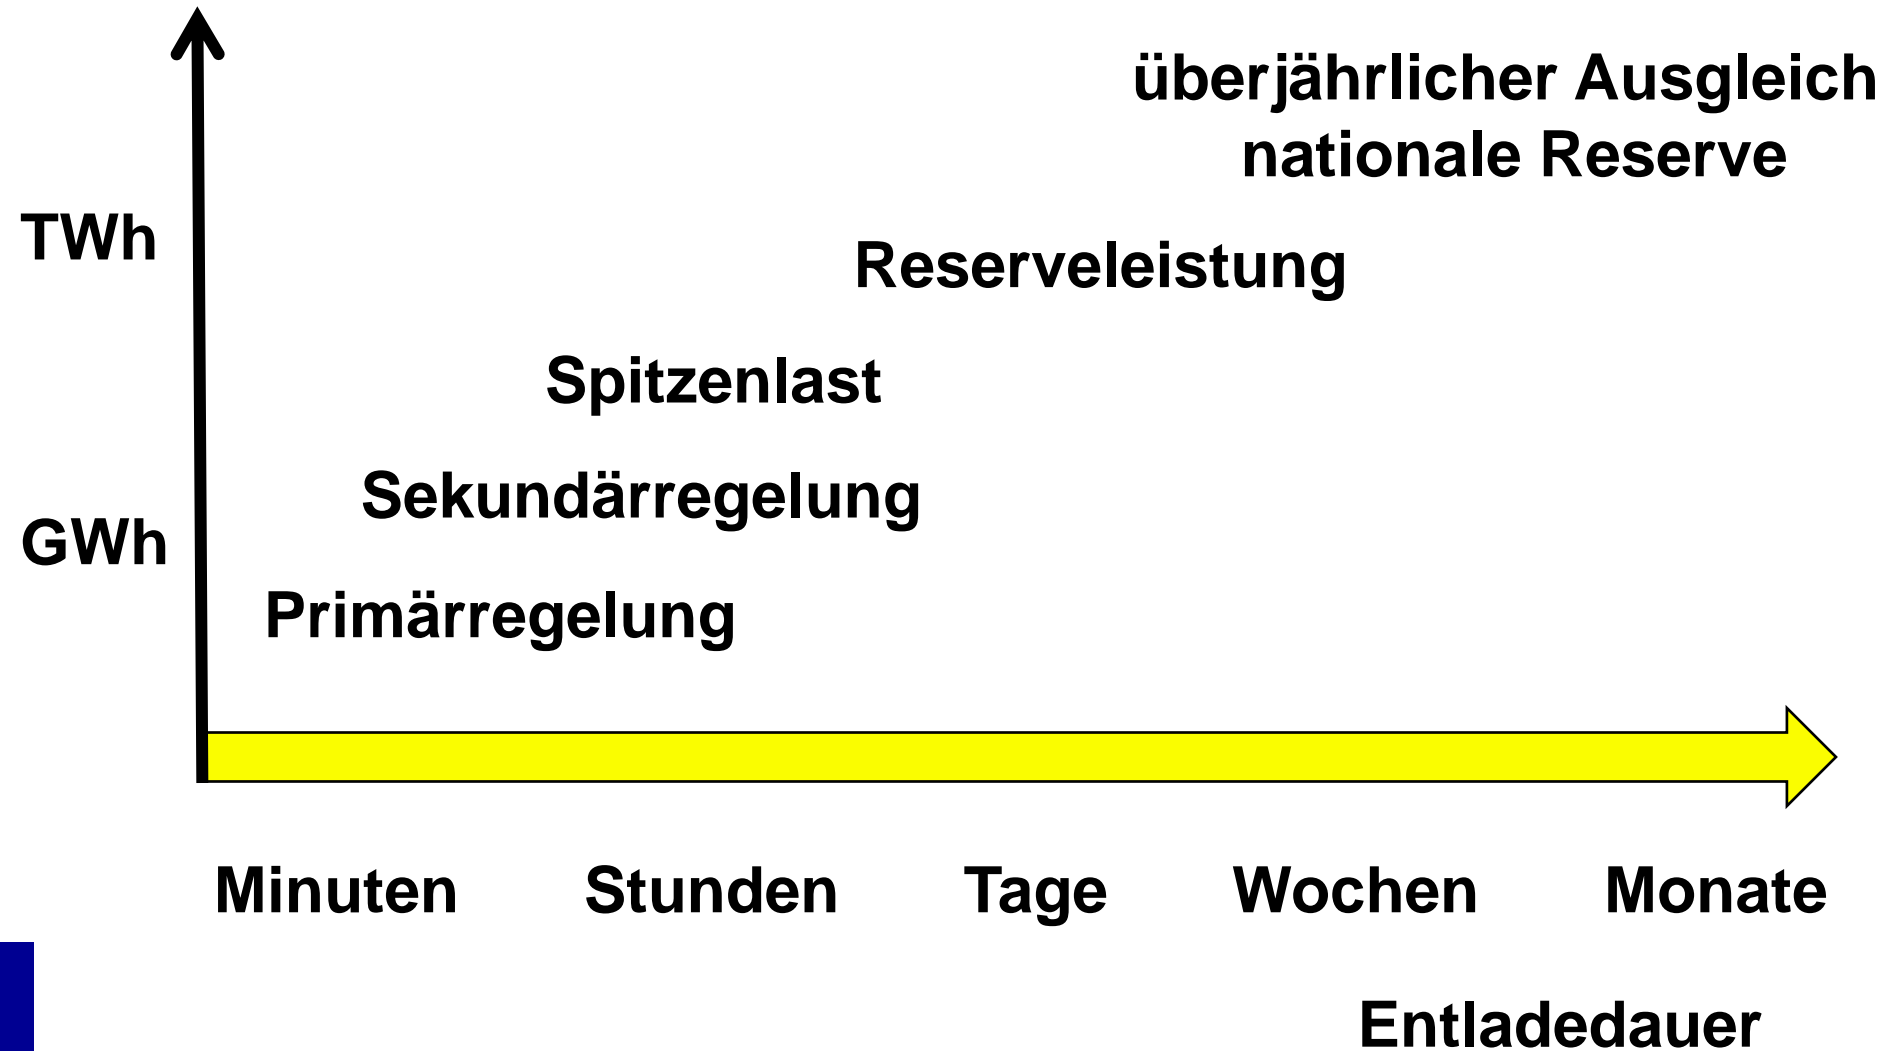 überjährlicher Ausgleich
nationale Reserve
TWh
Reserveleistung
Spitzenlast
Sekundärregelung
GWh
Primärregelung
Minuten Stunden Tage Wochen Monate
Entladedauer